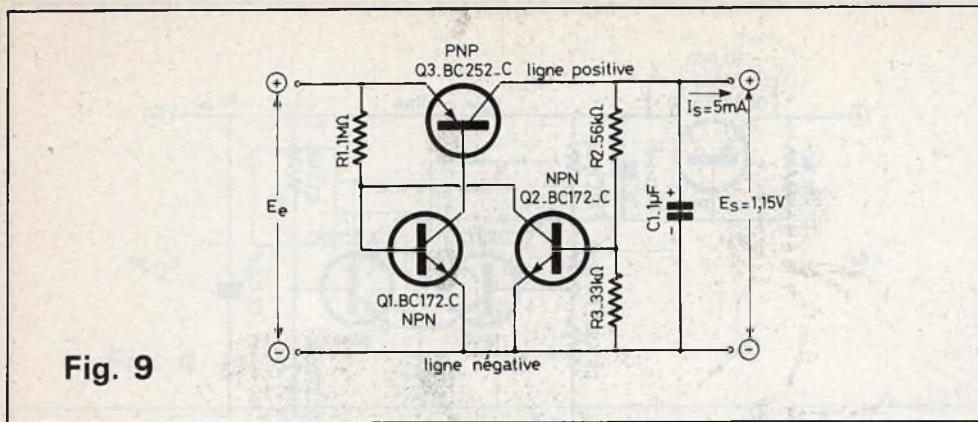 PNP
Q3.BC252-C
ligne positive
+
+
IS=5mA
R1.1MΩ
R2.56kΩ
NPN
Q2-BC172-C
Ee
C1.1µF
+
-
ES=1,15V
Q1.BC172-C
NPN
R3.33kΩ
-
-
ligne négative
Fig. 9